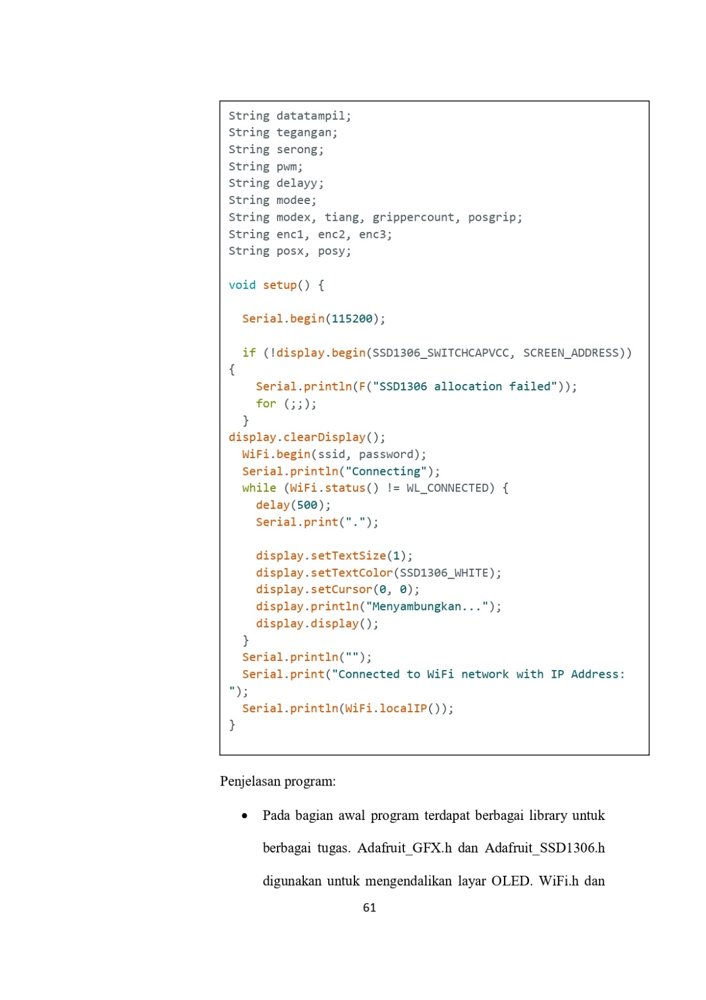 String datatampil;
String tegangan;
String serong;
String pwm;
String delayy;
String modee;
String modex, tiang, grippercount, posgrip;
String enc1, enc2, enc3;
String posx, posy;

void setup() {

  Serial.begin(115200);

  if (!display.begin(SSD1306_SWITCHCAPVCC, SCREEN_ADDRESS))
{
    Serial.println(F("SSD1306 allocation failed"));
    for (;;);
  }
display.clearDisplay();
  WiFi.begin(ssid, password);
  Serial.println("Connecting");
  while (WiFi.status() != WL_CONNECTED) {
    delay(500);
    Serial.print(".");

    display.setTextSize(1);
    display.setTextColor(SSD1306_WHITE);
    display.setCursor(0, 0);
    display.println("Menyambungkan...");
    display.display();
  }
  Serial.println("");
  Serial.print("Connected to WiFi network with IP Address:
");
  Serial.println(WiFi.localIP());
}

Penjelasan program:
• Pada bagian awal program terdapat berbagai library untuk
berbagai tugas. Adafruit_GFX.h dan Adafruit_SSD1306.h
digunakan untuk mengendalikan layar OLED. WiFi.h dan
61